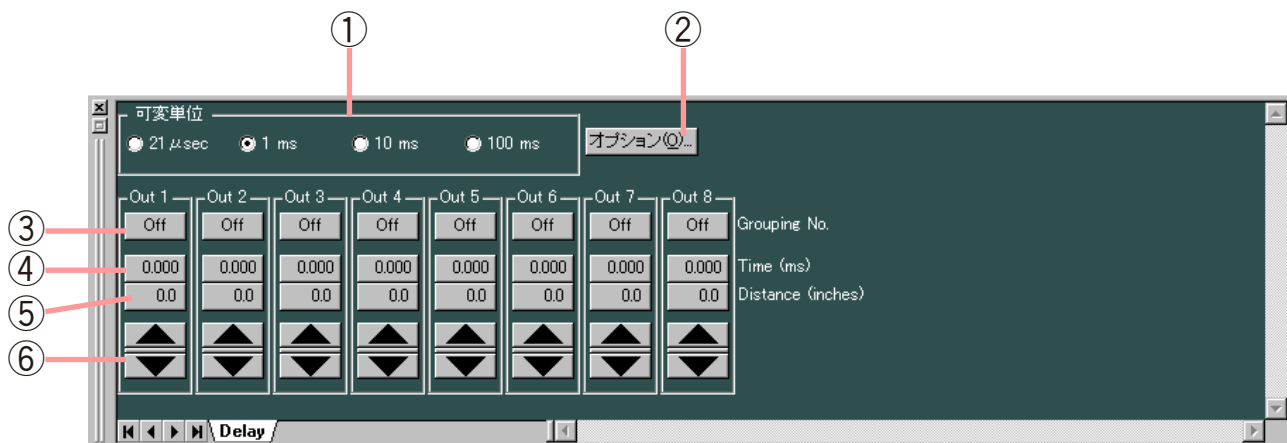 ① ②
可変単位
21 μsec 1 ms 10 ms 100 ms オプション(O)...
Out 1 Out 2 Out 3 Out 4 Out 5 Out 6 Out 7 Out 8
③ Off Off Off Off Off Off Off Off Grouping No.
④ 0.000 0.000 0.000 0.000 0.000 0.000 0.000 0.000 Time (ms)
⑤ 0.0 0.0 0.0 0.0 0.0 0.0 0.0 0.0 Distance (inches)
⑥
Delay